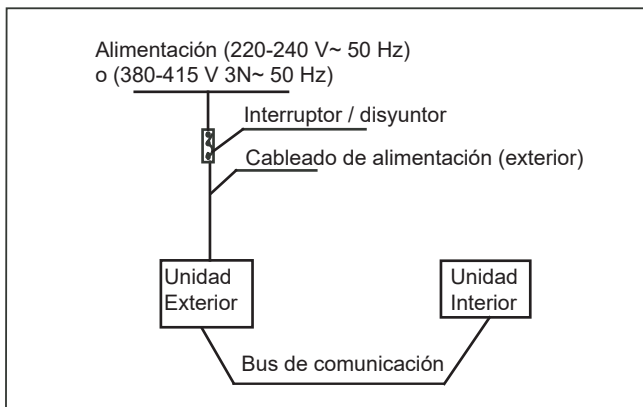 Alimentación (220-240 V~ 50 Hz)
o (380-415 V 3N~ 50 Hz)
Interruptor / disyuntor
Cableado de alimentación (exterior)
Unidad
Exterior
Unidad
Interior
Bus de comunicación